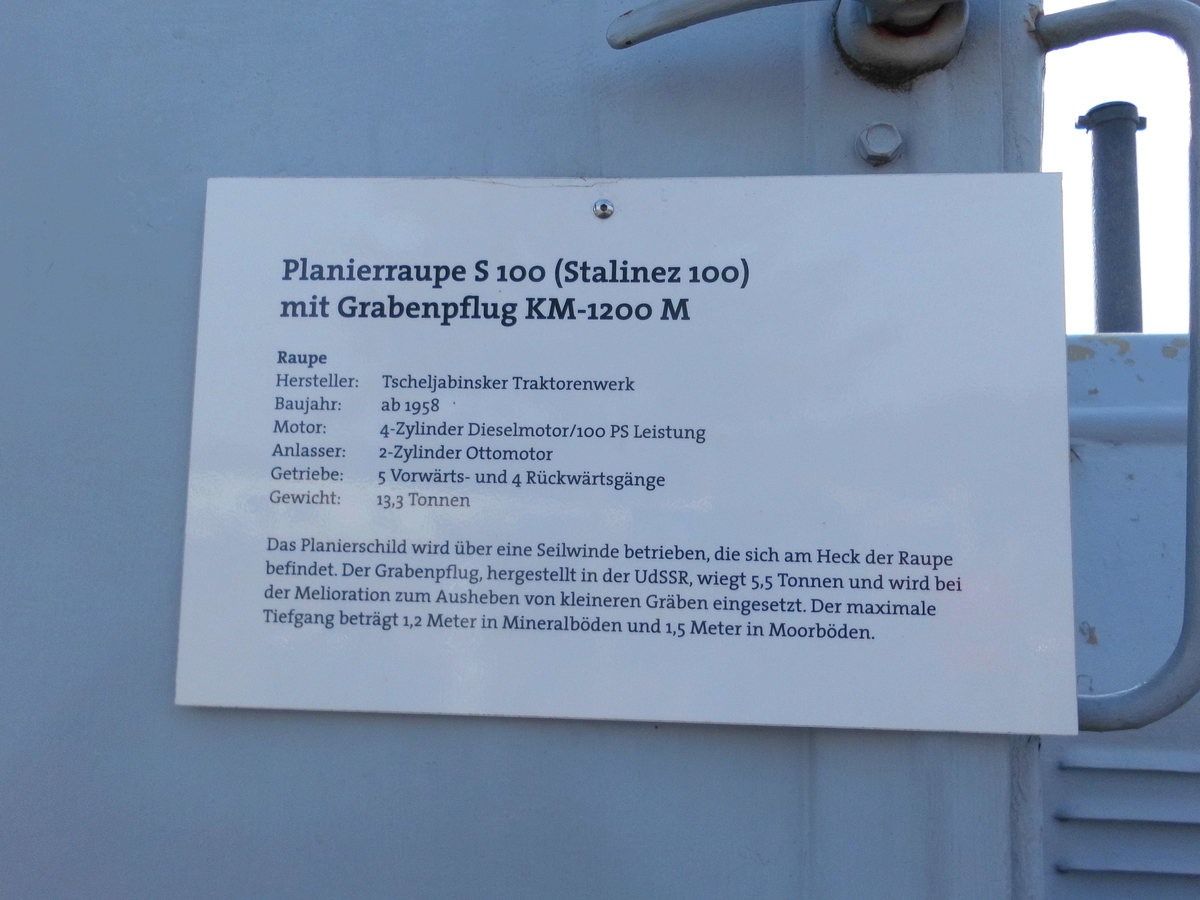 Planierraupe S 100 (Stalinez 100)
mit Grabenpflug KM-1200 M
Raupe
Hersteller: Tscheljabinsker Traktorenwerk
Baujahr: ab 1958
Motor: 4-Zylinder Dieselmotor/100 PS Leistung
Anlasser: 2-Zylinder Ottomotor
Getriebe: 5 Vorwärts- und 4 Rückwärtsgänge
Gewicht: 13,3 Tonnen
Das Planierschild wird über eine Seilwinde betrieben, die sich am Heck der Raupe
befindet. Der Grabenpflug, hergestellt in der UdSSR, wiegt 5,5 Tonnen und wird bei
der Melioration zum Ausheben von kleineren Gräben eingesetzt. Der maximale
Tiefgang beträgt 1,2 Meter in Mineralböden und 1,5 Meter in Moorböden.